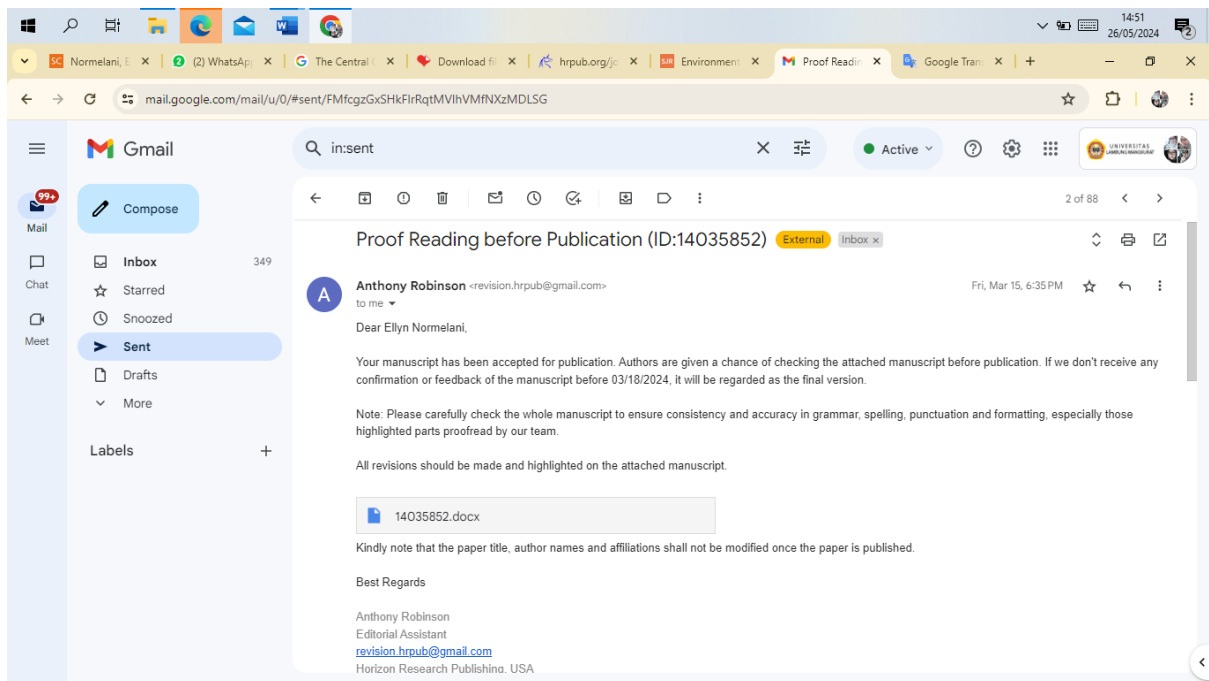 14:51
26/05/2024
2
SC Normelani, E
(2) WhatsAp
The Central
Download fil
hrpub.org/jo
SJR Environment
Proof Readin
Google Tran
mail.google.com/mail/u/0/#sent/FMfcgzGxSHkFIrRqtMVIhVMfNXzMDLSG
Gmail
in:sent
Active
UNIVERSITAS
LAMBUNG MANGKURAT
99+
Mail
Chat
Meet
Compose
Inbox 349
Starred
Snoozed
Sent
Drafts
More
Labels
2 of 88
Proof Reading before Publication (ID:14035852) External Inbox x
A
Anthony Robinson <revision.hrpub@gmail.com> Fri, Mar 15, 6:35 PM
to me
Dear Ellyn Normelani,
Your manuscript has been accepted for publication. Authors are given a chance of checking the attached manuscript before publication. If we don't receive any
confirmation or feedback of the manuscript before 03/18/2024, it will be regarded as the final version.
Note: Please carefully check the whole manuscript to ensure consistency and accuracy in grammar, spelling, punctuation and formatting, especially those
highlighted parts proofread by our team.
All revisions should be made and highlighted on the attached manuscript.
14035852.docx
Kindly note that the paper title, author names and affiliations shall not be modified once the paper is published.
Best Regards
Anthony Robinson
Editorial Assistant
revision.hrpub@gmail.com
Horizon Research Publishing, USA